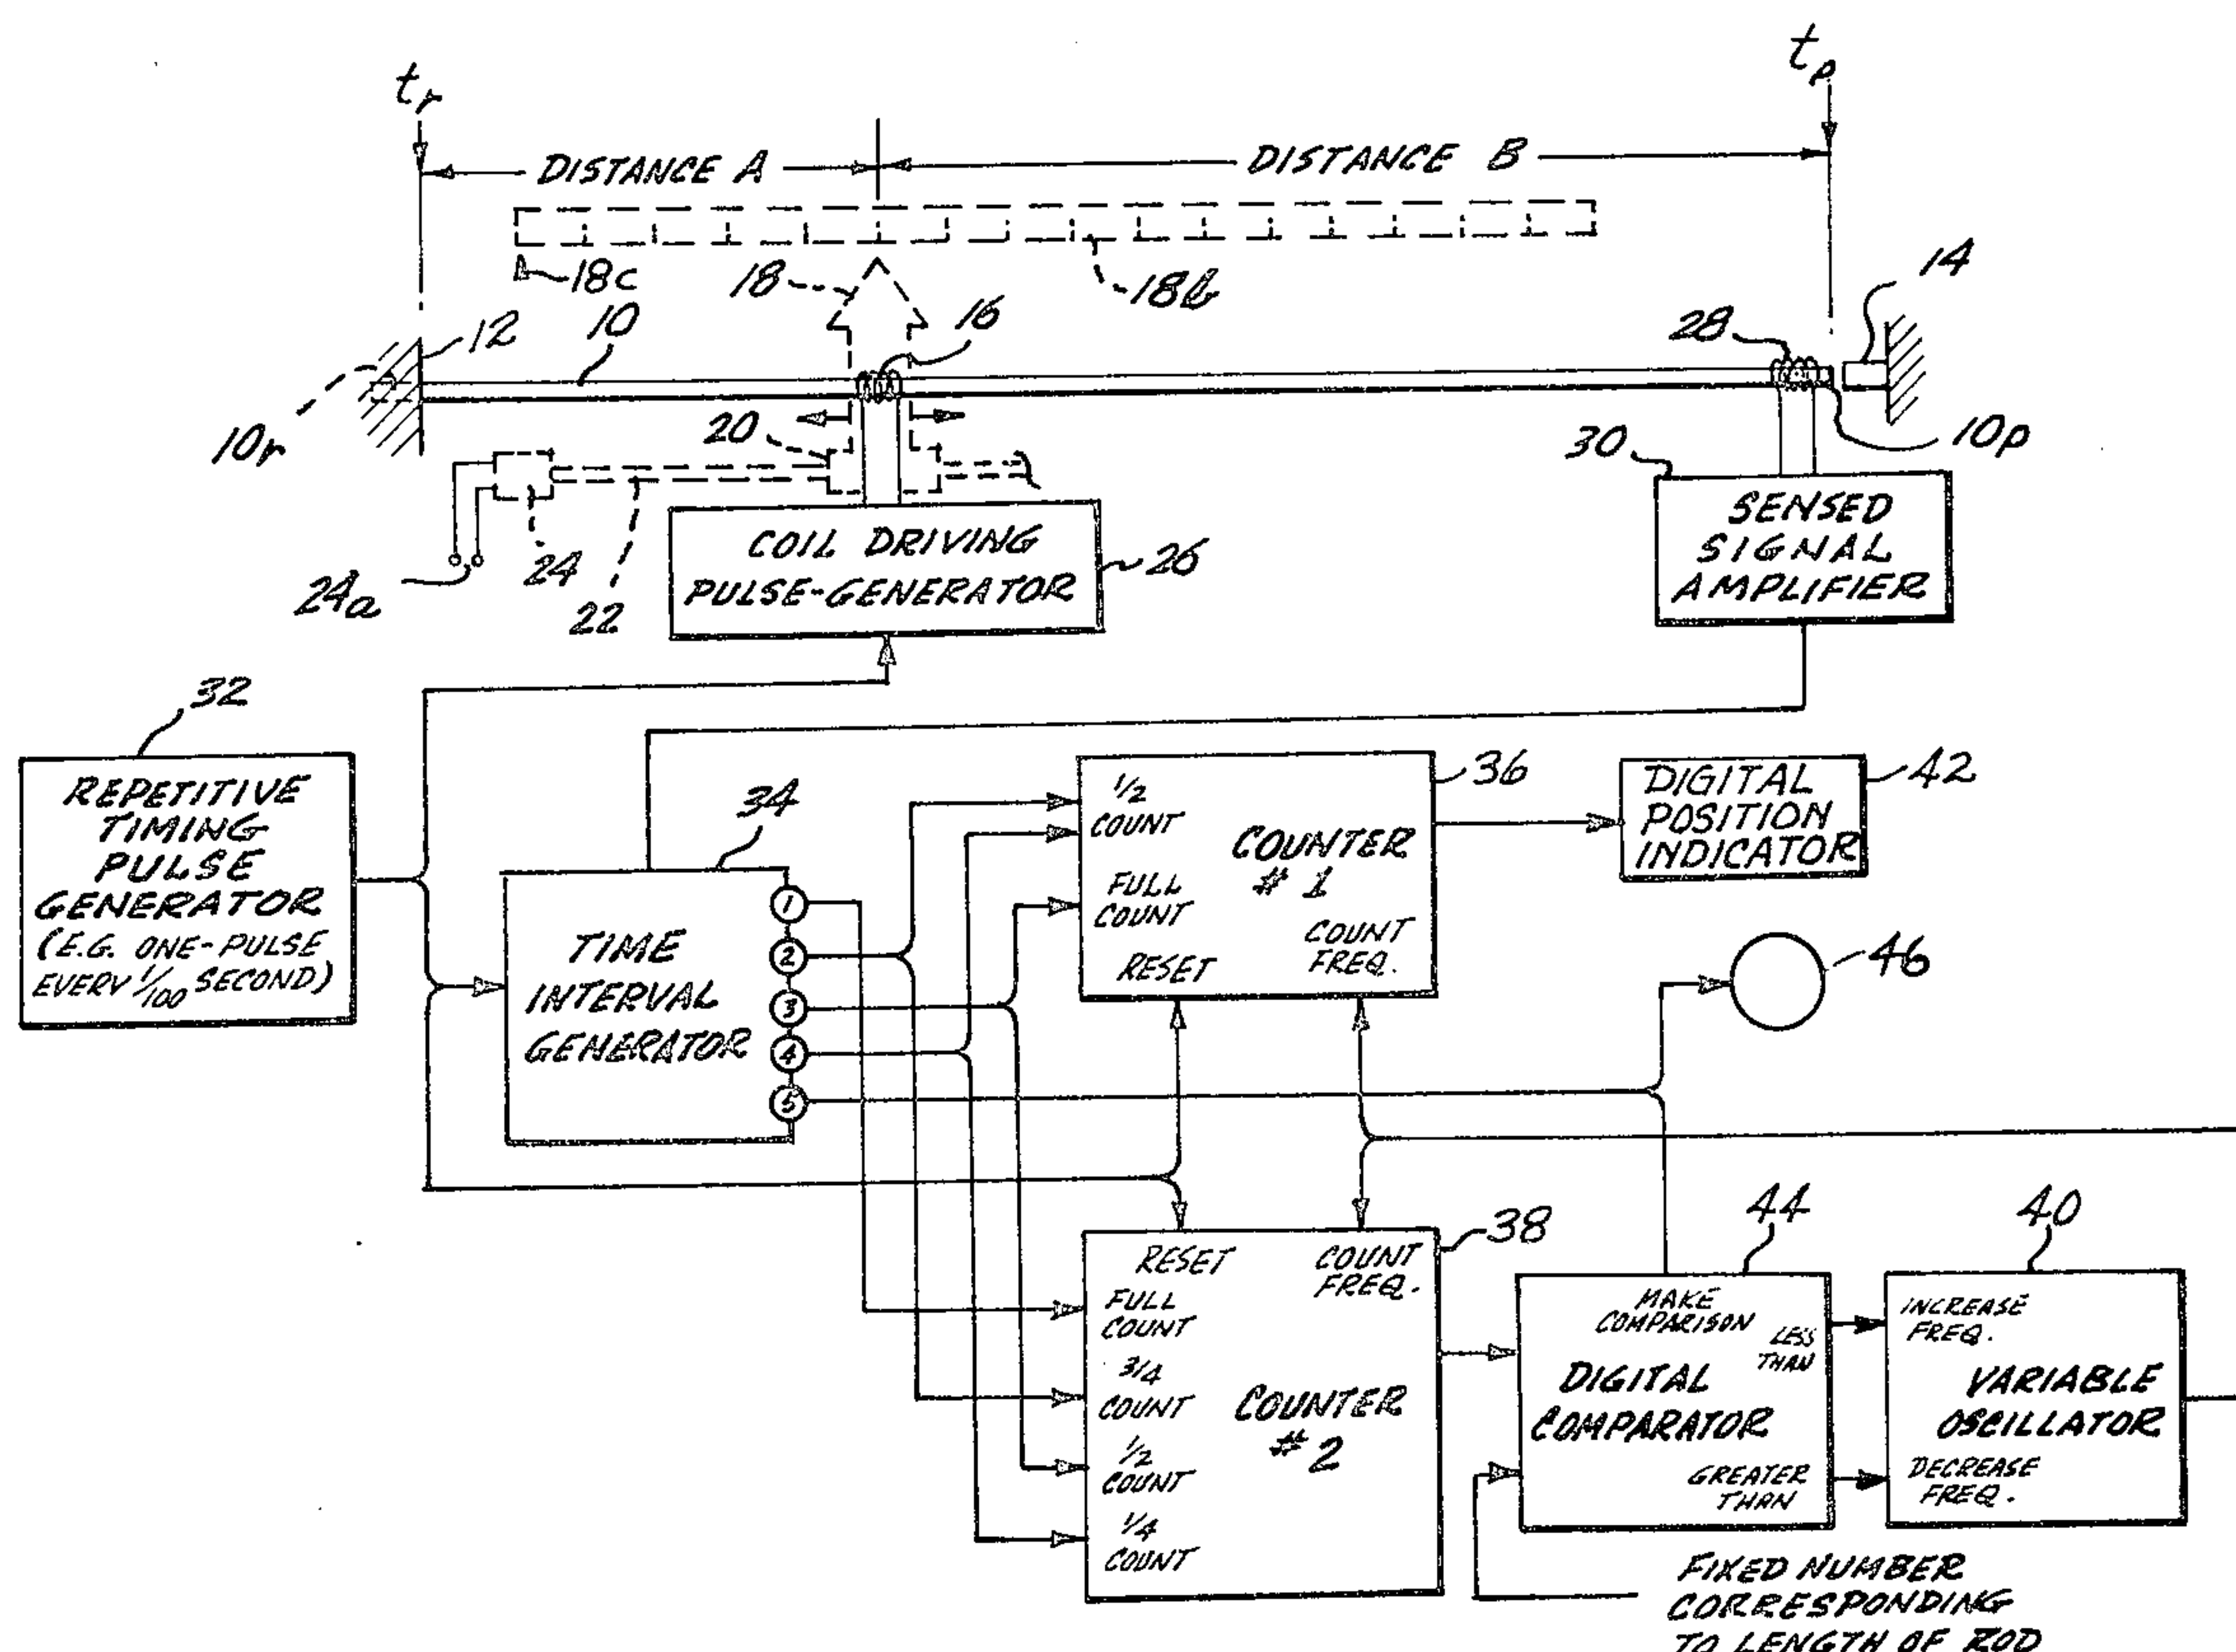 tr
tp
DISTANCE A
DISTANCE B
18c
18
18b
14
12
10
16
28
10r
20
30
10p
24a
24
22
COIL DRIVING
PULSE-GENERATOR
26
SENSED
SIGNAL
AMPLIFIER
32
REPETITIVE
TIMING
PULSE
GENERATOR
(E.G. ONE-PULSE
EVERY 1/100 SECOND)
34
TIME
INTERVAL
GENERATOR
1
2
3
4
5
36
1/2
COUNT
FULL
COUNT
RESET
COUNTER
# 1
COUNT
FREQ.
DIGITAL
POSITION
INDICATOR
42
46
38
RESET
COUNT
FREQ.
FULL
COUNT
3/4
COUNT
1/2
COUNT
1/4
COUNT
COUNTER
# 2
44
MAKE
COMPARISON
LESS
THAN
DIGITAL
COMPARATOR
GREATER
THAN
40
INCREASE
FREQ.
VARIABLE
OSCILLATOR
DECREASE
FREQ.
FIXED NUMBER
CORRESPONDING
TO LENGTH OF ROD